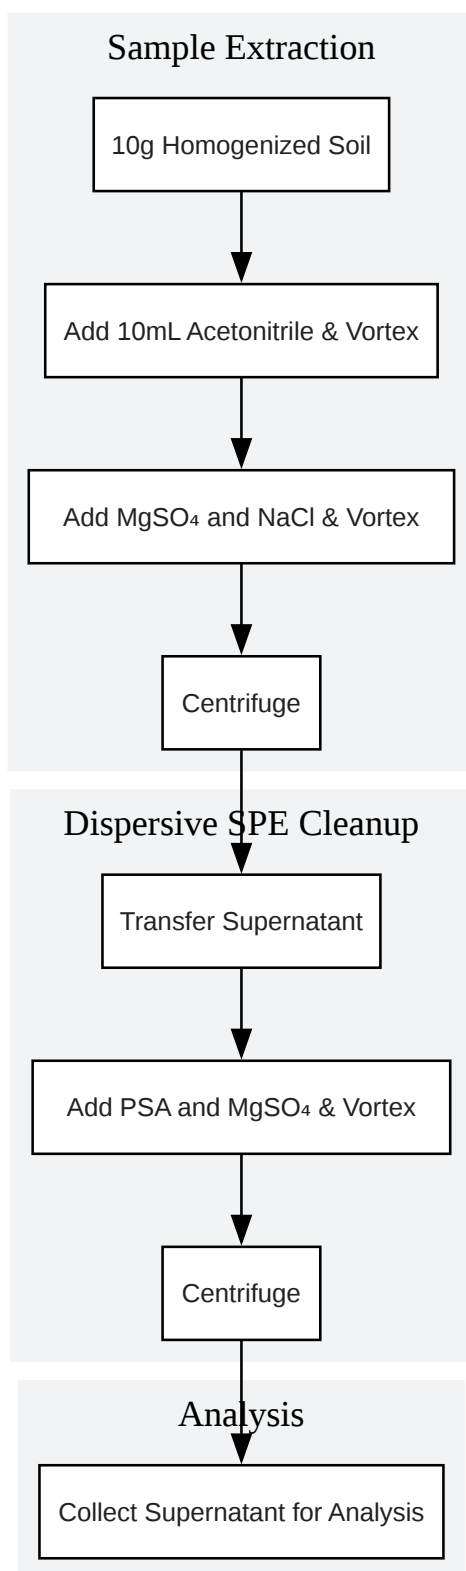 Sample Extraction
10g Homogenized Soil
Add 10mL Acetonitrile & Vortex
Add MgSO₄ and NaCl & Vortex
Centrifuge
Dispersive SPE Cleanup
Transfer Supernatant
Add PSA and MgSO₄ & Vortex
Centrifuge
Analysis
Collect Supernatant for Analysis